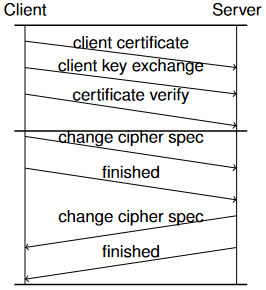 Client Server
client certificate
client key exchange
certificate verify
change cipher spec
finished
change cipher spec
finished